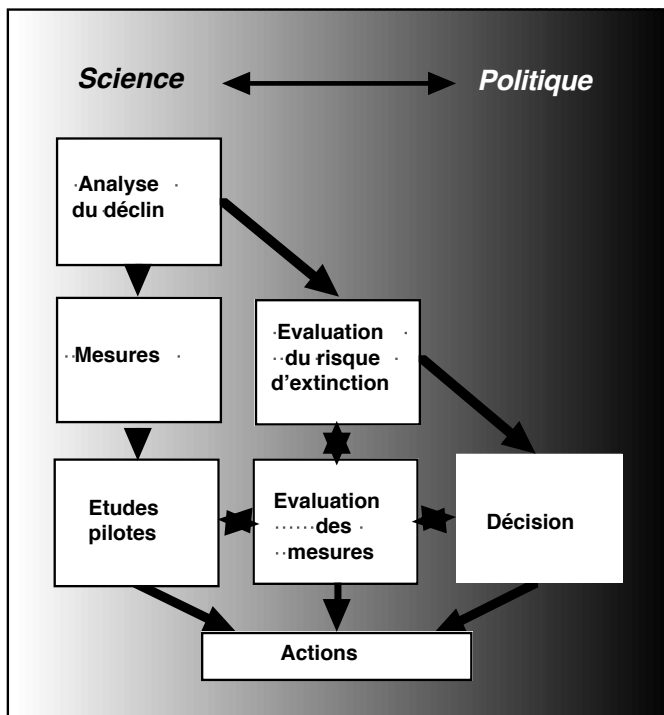 Science
Politique
Analyse
du déclin
Mesures
Evaluation
du risque
d'extinction
Etudes
pilotes
Evaluation
des
mesures
Décision
Actions